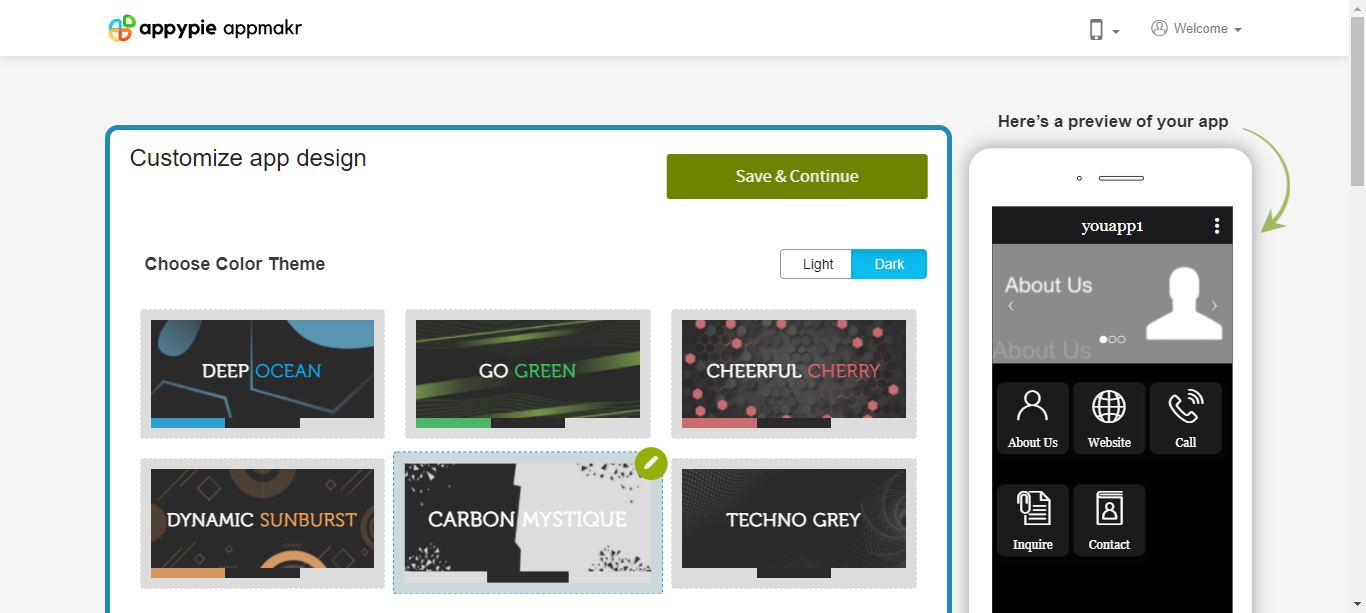 appypie appmakr
Welcome
Customize app design
Save & Continue
Here's a preview of your app
Choose Color Theme
Light
Dark
DEEP OCEAN
GO GREEN
CHEERFUL CHERRY
DYNAMIC SUNBURST
CARBON MYSTIQUE
TECHNO GREY
youapp1
About Us
About Us
About Us
Website
Call
Inquire
Contact